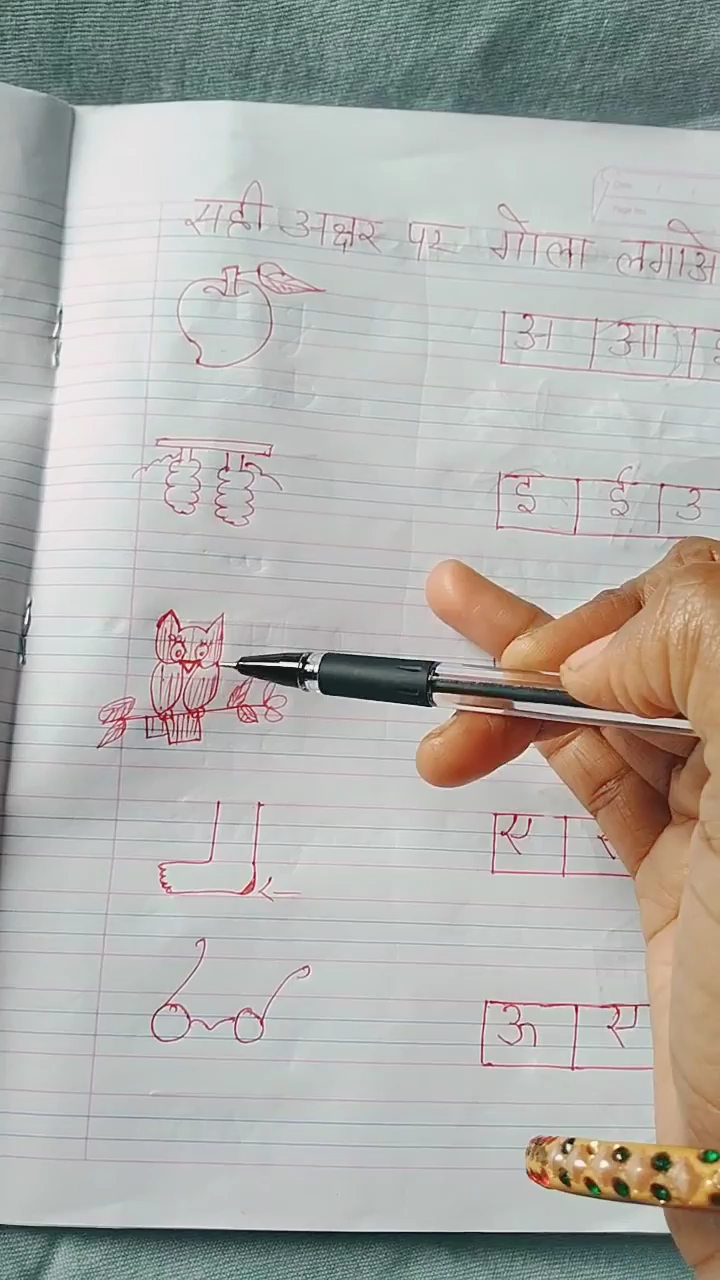 सही अक्षर पर गोला लगाओ
अ आ
इ ई उ
ए
ऊ ए